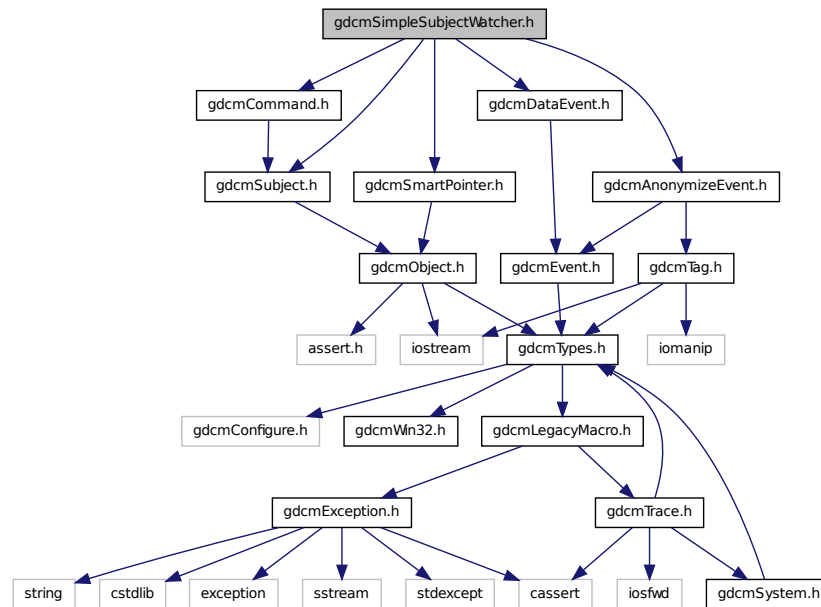 gdcmSimpleSubjectWatcher.h
gdcmCommand.h
gdcmDataEvent.h
gdcmSubject.h
gdcmSmartPointer.h
gdcmAnonymizeEvent.h
gdcmObject.h
gdcmEvent.h
gdcmTag.h
assert.h
iostream
gdcmTypes.h
iomanip
gdcmConfigure.h
gdcmWin32.h
gdcmLegacyMacro.h
gdcmException.h
gdcmTrace.h
string
cstdlib
exception
sstream
stdexcept
cassert
iosfwd
gdcmSystem.h